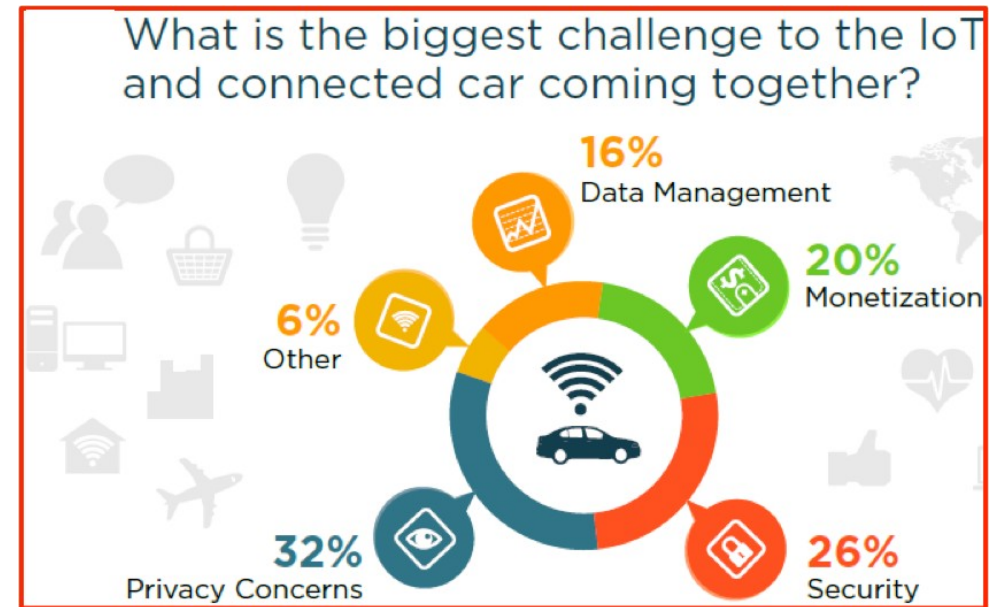 What is the biggest challenge to the IoT
and connected car coming together?
16%
Data Management
20%
Monetization
6%
Other
32%
Privacy Concerns
26%
Security
$